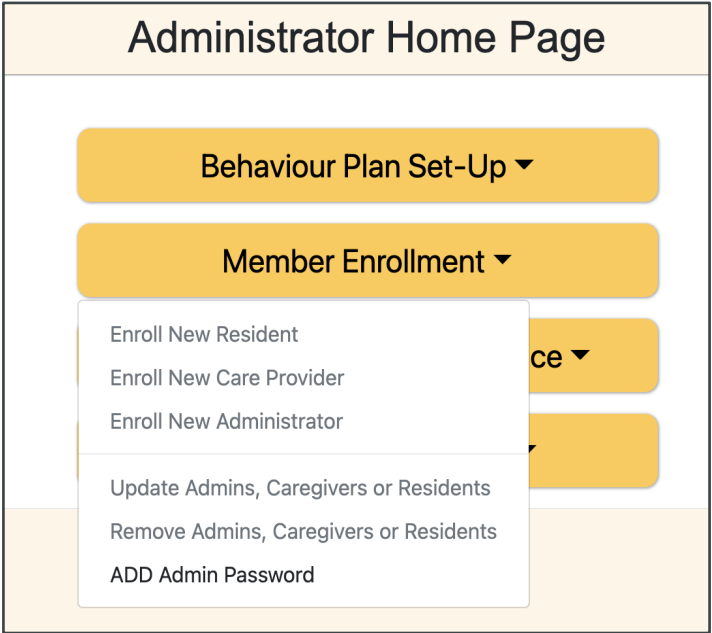 Administrator Home Page
Behaviour Plan Set-Up
Member Enrollment
Enroll New Resident
ce
Enroll New Care Provider
Enroll New Administrator
Update Admins, Caregivers or Residents
Remove Admins, Caregivers or Residents
ADD Admin Password